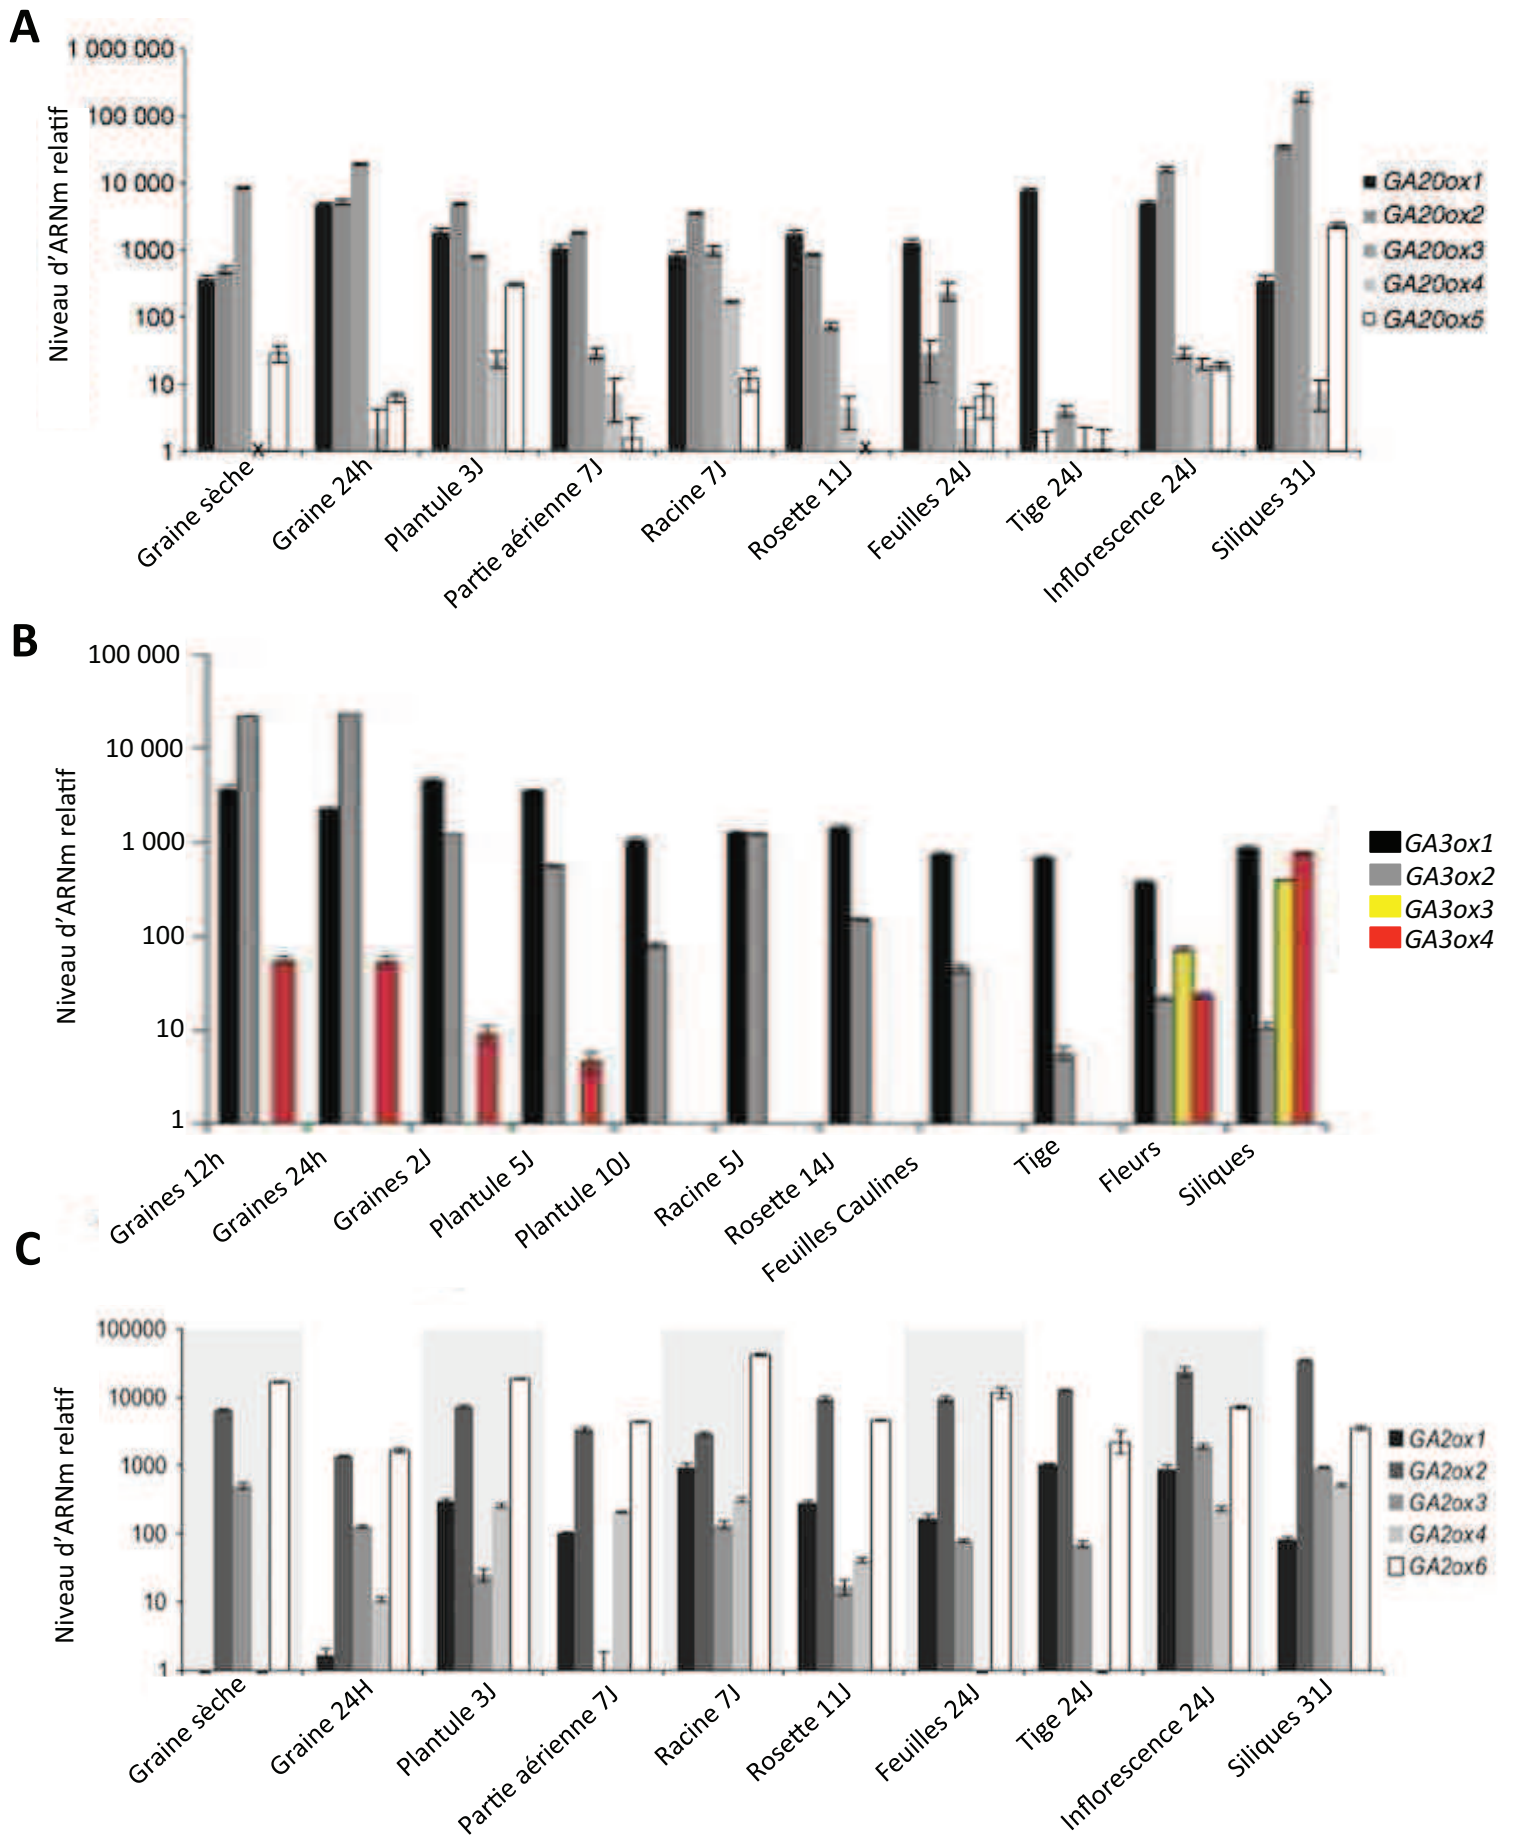 A
Niveau d’ARNm relatif
1 000 000
100 000
10 000
1000
100
10
1
x
x
Graine sèche
Graine 24h
Plantule 3J
Partie aérienne 7J
Racine 7J
Rosette 11J
Feuilles 24J
Tige 24J
Inflorescence 24J
Siliques 31J
GA20ox1
GA20ox2
GA20ox3
GA20ox4
GA20ox5
B
Niveau d’ARNm relatif
100 000
10 000
1 000
100
10
1
Graines 12h
Graines 24h
Graines 2J
Plantule 5J
Plantule 10J
Racine 5J
Rosette 14J
Feuilles Caulines
Tige
Fleurs
Siliques
GA3ox1
GA3ox2
GA3ox3
GA3ox4
C
Niveau d’ARNm relatif
100000
10000
1000
100
10
1
Graine sèche
Graine 24H
Plantule 3J
Partie aérienne 7J
Racine 7J
Rosette 11J
Feuilles 24J
Tige 24J
Inflorescence 24J
Siliques 31J
GA2ox1
GA2ox2
GA2ox3
GA2ox4
GA2ox6